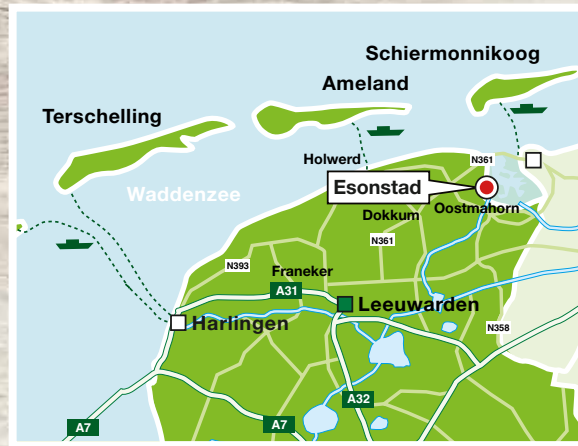 Schiermonnikoog
Ameland
Terschelling
Holwerd
N361
Waddenzee
Esonstad
Dokkum
Oostmahorn
N361
N393
Franeker
A31
Leeuwarden
Harlingen
N358
A32
A7
A7